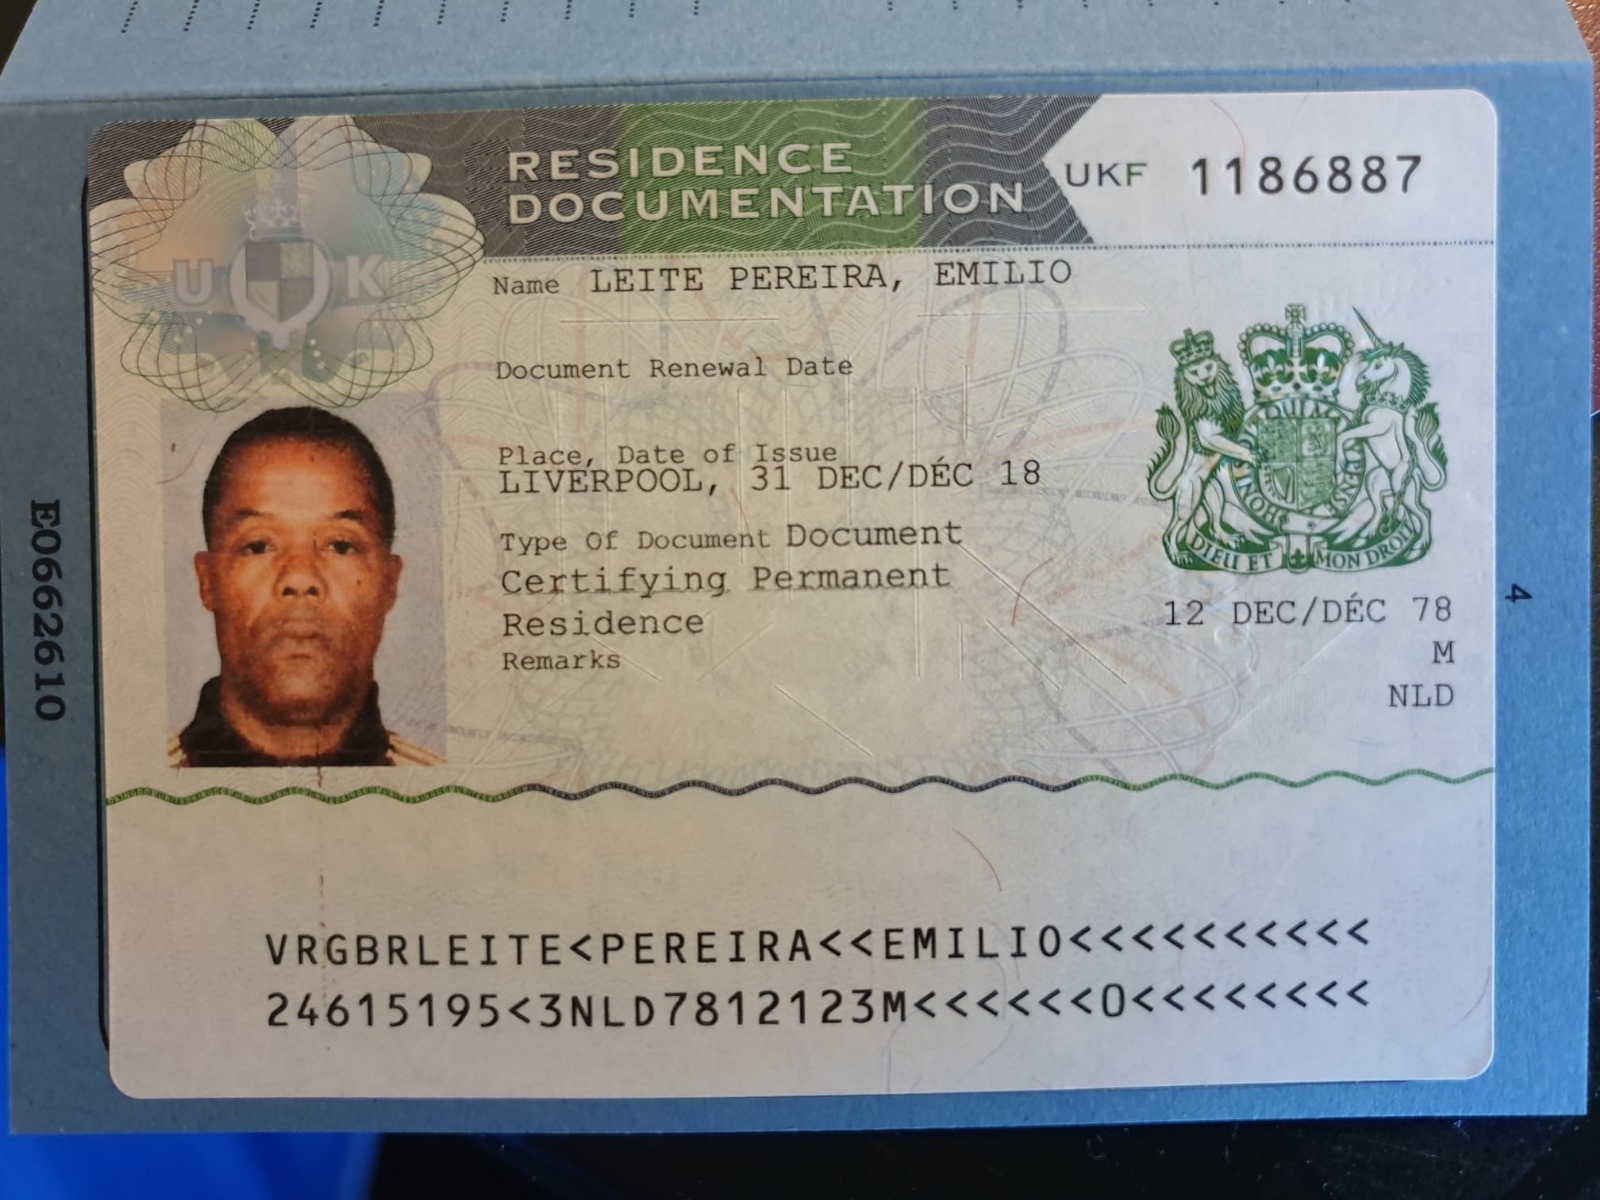 RESIDENCE
DOCUMENTATION
UKF 1186887
U K
Name LEITE PEREIRA, EMILIO
Document Renewal Date
Place, Date of Issue
LIVERPOOL, 31 DEC/DÉC 18
Type Of Document Document
Certifying Permanent
Residence
Remarks
DIEU ET MON DROIT
12 DEC/DÉC 78
M
NLD
E0662610
4
VRGBRLEITE<PEREIRA<<EMILIO<<<<<<<<<<
24615195<3NLD7812123M<<<<<<0<<<<<<<<